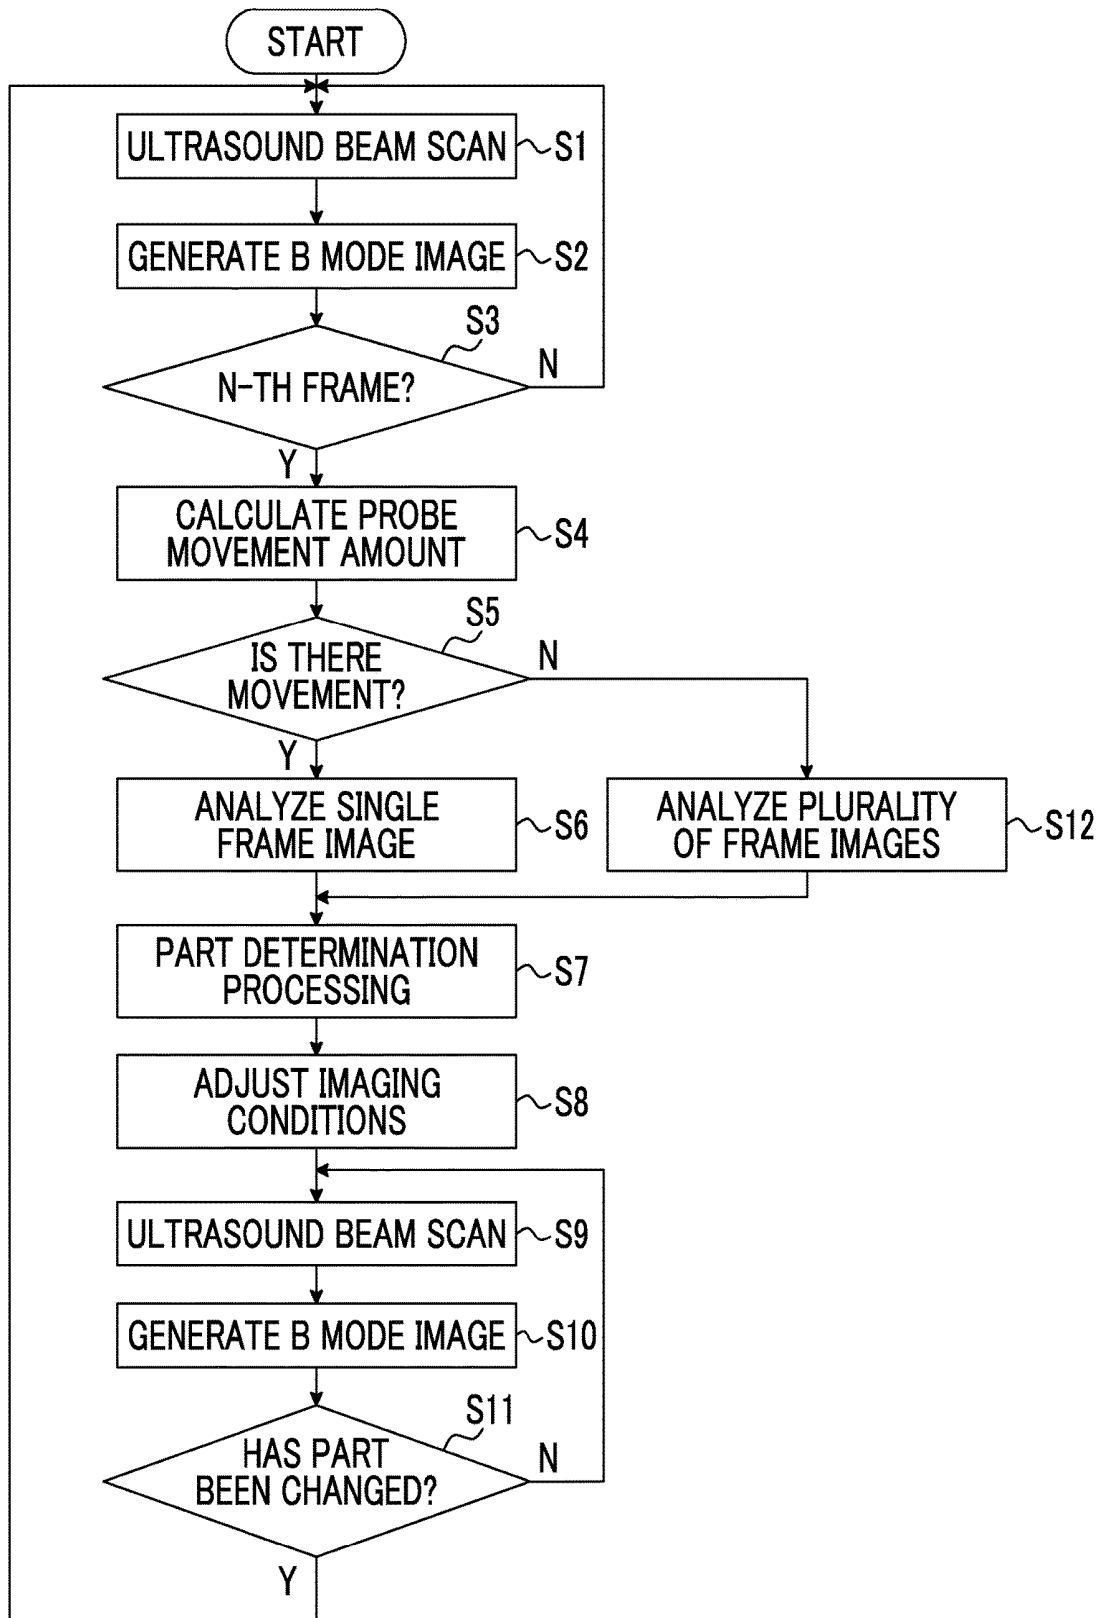 START
ULTRASOUND BEAM SCAN
S1
GENERATE B MODE IMAGE
S2
S3
N-TH FRAME?
N
Y
CALCULATE PROBE
MOVEMENT AMOUNT
S4
S5
IS THERE
MOVEMENT?
N
Y
ANALYZE SINGLE
FRAME IMAGE
S6
ANALYZE PLURALITY
OF FRAME IMAGES
S12
PART DETERMINATION
PROCESSING
S7
ADJUST IMAGING
CONDITIONS
S8
ULTRASOUND BEAM SCAN
S9
GENERATE B MODE IMAGE
S10
S11
HAS PART
BEEN CHANGED?
N
Y